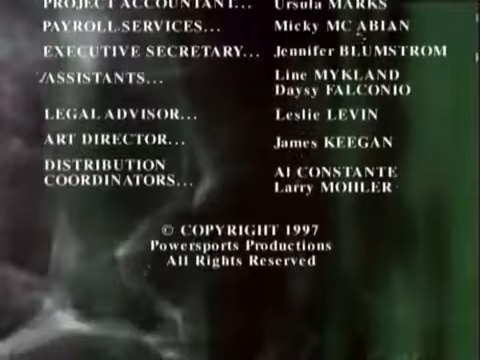 PROJECT ACCOUNTANT... Ursula MARKS
PAYROLL SERVICES... Micky MC ABIAN
EXECUTIVE SECRETARY... Jennifer BLUMSTROM
ASSISTANTS... Line MYKLAND
Daysy FALCONIO
LEGAL ADVISOR... Leslie LEVIN
ART DIRECTOR... James KEEGAN
DISTRIBUTION
COORDINATORS... Al CONSTANTE
Larry MOHLER
© COPYRIGHT 1997
Powersports Productions
All Rights Reserved